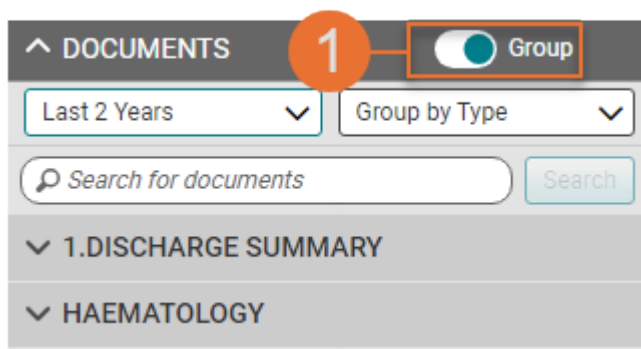 DOCUMENTS 1 Group
Last 2 Years Group by Type
Search for documents Search
1.DISCHARGE SUMMARY
HAEMATOLOGY